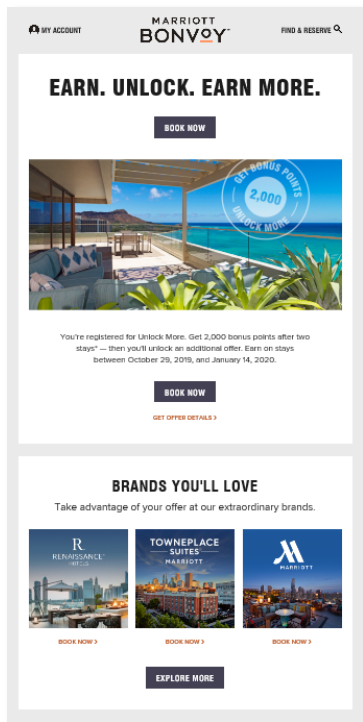 MY ACCOUNT
MARRIOTT
BONVOY
FIND & RESERVE
EARN. UNLOCK. EARN MORE.
BOOK NOW
GET BONUS POINTS
2,000
UNLOCK MORE
You're registered for Unlock More. Get 2,000 bonus points after two
stays* — then you'll unlock an additional offer. Earn on stays
between October 29, 2019, and January 14, 2020.
BOOK NOW
GET OFFER DETAILS >
BRANDS YOU'LL LOVE
Take advantage of your offer at our extraordinary brands.
R
RENAISSANCE
HOTELS
TOWNEPLACE
SUITES
MARRIOTT
MARRIOTT
BOOK NOW >
BOOK NOW >
BOOK NOW >
EXPLORE MORE